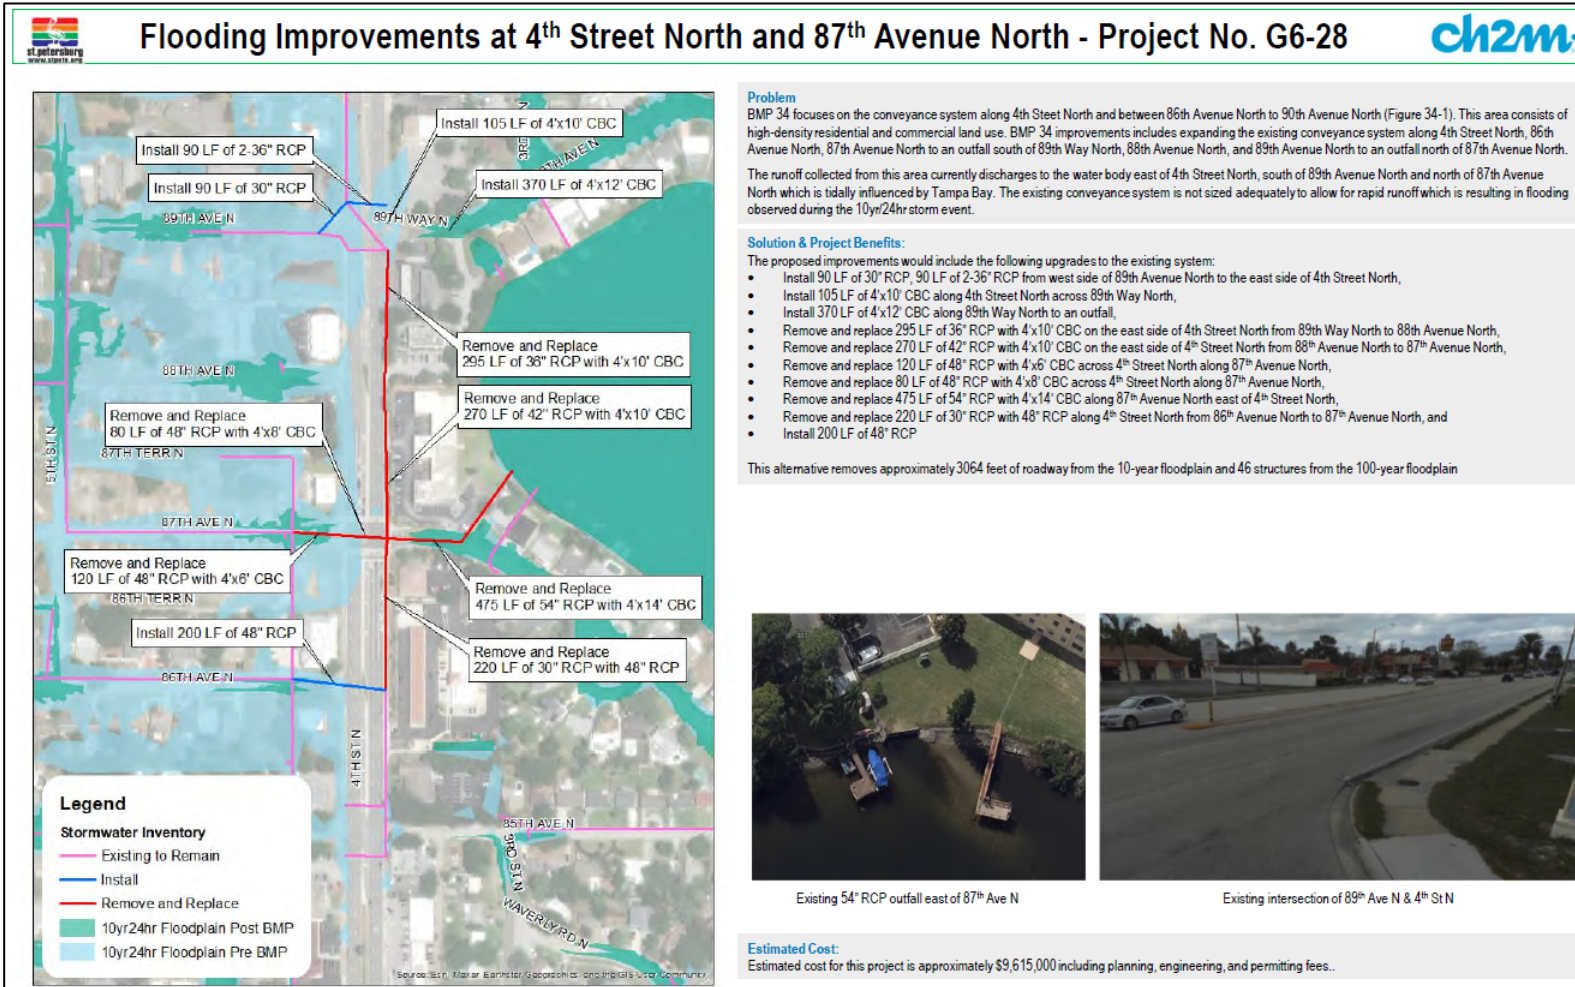 st.petersburg
www.stpete.org
Flooding Improvements at 4th Street North and 87th Avenue North - Project No. G6-28
ch2m:
Install 105 LF of 4'x10' CBC
Install 90 LF of 2-36" RCP
Install 90 LF of 30" RCP
Install 370 LF of 4'x12' CBC
3RD
N
AVE N
89TH AVE N
89TH WAY N
Remove and Replace
295 LF of 36" RCP with 4'x10' CBC
88TH AVE N
Remove and Replace
270 LF of 42" RCP with 4'x10' CBC
Remove and Replace
80 LF of 48" RCP with 4'x8' CBC
5TH ST N
87TH TERR N
87TH AVE N
Remove and Replace
120 LF of 48" RCP with 4'x6' CBC
Remove and Replace
475 LF of 54" RCP with 4'x14' CBC
86TH TERR N
Install 200 LF of 48" RCP
Remove and Replace
220 LF of 30" RCP with 48" RCP
86TH AVE N
4TH ST N
85TH AVE N
3RD ST N
WAVERLY RD N
Legend
Stormwater Inventory
Existing to Remain
Install
Remove and Replace
10yr24hr Floodplain Post BMP
10yr24hr Floodplain Pre BMP
Source: Esri, Maxar, Earthstar Geographics, and the GIS User Community
Problem
BMP 34 focuses on the conveyance system along 4th Steet North and between 86th Avenue North to 90th Avenue North (Figure 34-1). This area consists of
high-density residential and commercial land use. BMP 34 improvements includes expanding the existing conveyance system along 4th Street North, 86th
Avenue North, 87th Avenue North to an outfall south of 89th Way North, 88th Avenue North, and 89th Avenue North to an outfall north of 87th Avenue North.
The runoff collected from this area currently discharges to the water body east of 4th Street North, south of 89th Avenue North and north of 87th Avenue
North which is tidally influenced by Tampa Bay. The existing conveyance system is not sized adequately to allow for rapid runoff which is resulting in flooding
observed during the 10yr/24hr storm event.
Solution & Project Benefits:
The proposed improvements would include the following upgrades to the existing system:
• Install 90 LF of 30" RCP, 90 LF of 2-36" RCP from west side of 89th Avenue North to the east side of 4th Street North,
• Install 105 LF of 4'x10' CBC along 4th Street North across 89th Way North,
• Install 370 LF of 4'x12' CBC along 89th Way North to an outfall,
• Remove and replace 295 LF of 36" RCP with 4'x10' CBC on the east side of 4th Street North from 89th Way North to 88th Avenue North,
• Remove and replace 270 LF of 42" RCP with 4'x10' CBC on the east side of 4th Street North from 88th Avenue North to 87th Avenue North,
• Remove and replace 120 LF of 48" RCP with 4'x6' CBC across 4th Street North along 87th Avenue North,
• Remove and replace 80 LF of 48" RCP with 4'x8' CBC across 4th Street North along 87th Avenue North,
• Remove and replace 475 LF of 54" RCP with 4'x14' CBC along 87th Avenue North east of 4th Street North,
• Remove and replace 220 LF of 30" RCP with 48" RCP along 4th Street North from 86th Avenue North to 87th Avenue North, and
• Install 200 LF of 48" RCP
This alternative removes approximately 3064 feet of roadway from the 10-year floodplain and 46 structures from the 100-year floodplain
Existing 54" RCP outfall east of 87th Ave N
Existing intersection of 89th Ave N & 4th St N
Estimated Cost:
Estimated cost for this project is approximately $9,615,000 including planning, engineering, and permitting fees..